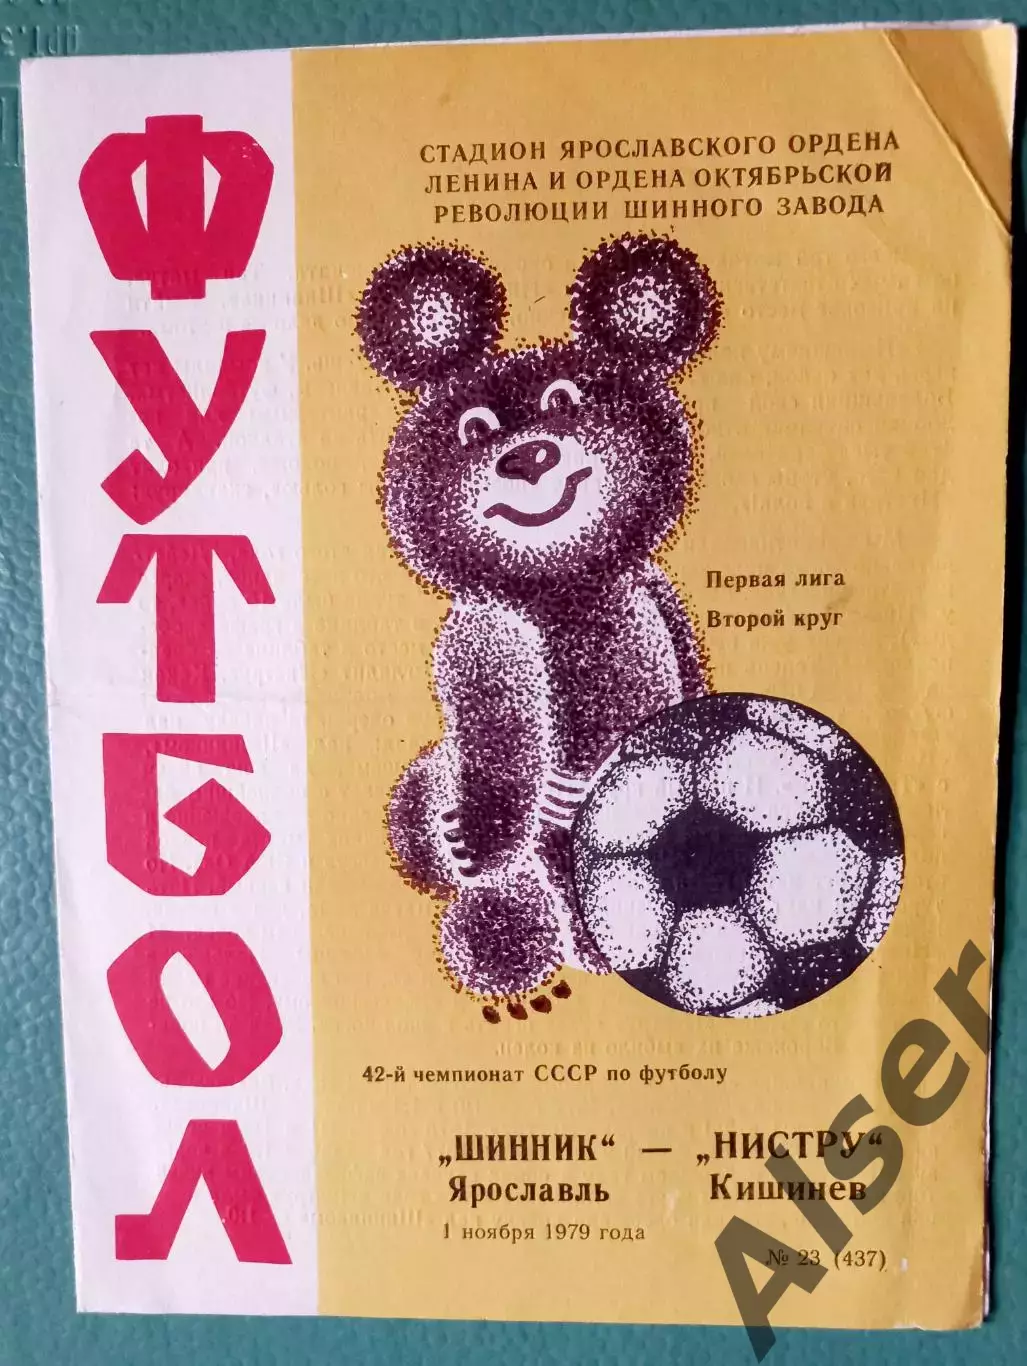 ФУТБОЛ
СТАДИОН ЯРОСЛАВСКОГО ОРДЕНА
ЛЕНИНА И ОРДЕНА ОКТЯБРЬСКОЙ
РЕВОЛЮЦИИ ШИННОГО ЗАВОДА
Первая лига
Второй круг
42-й чемпионат СССР по футболу
„ШИННИК“ — „НИСТРУ“
Ярославль Кишинев
1 ноября 1979 года
№ 23 (437)
Alser